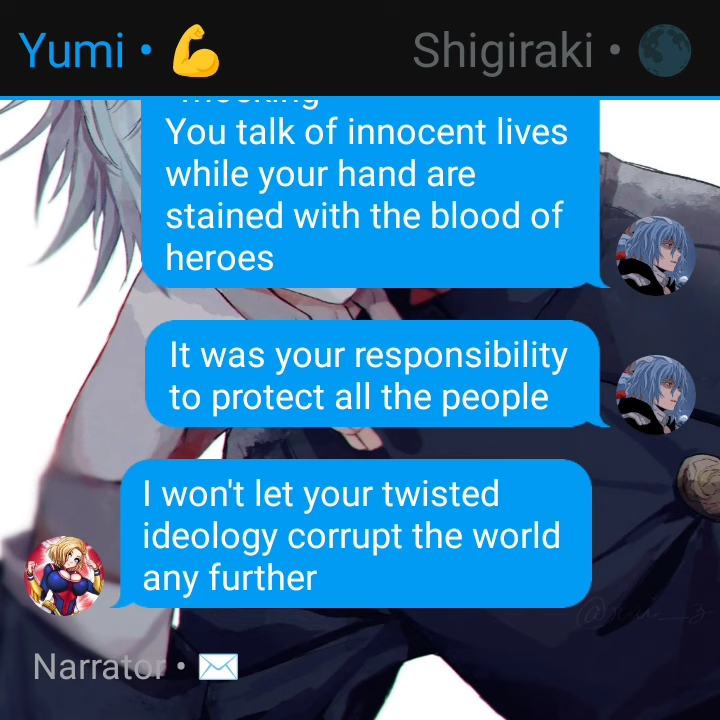 Yumi • 💪
Shigiraki • 🌑
You talk of innocent lives
while your hand are
stained with the blood of
heroes
It was your responsibility
to protect all the people
I won't let your twisted
ideology corrupt the world
any further
Narrator • ✉️